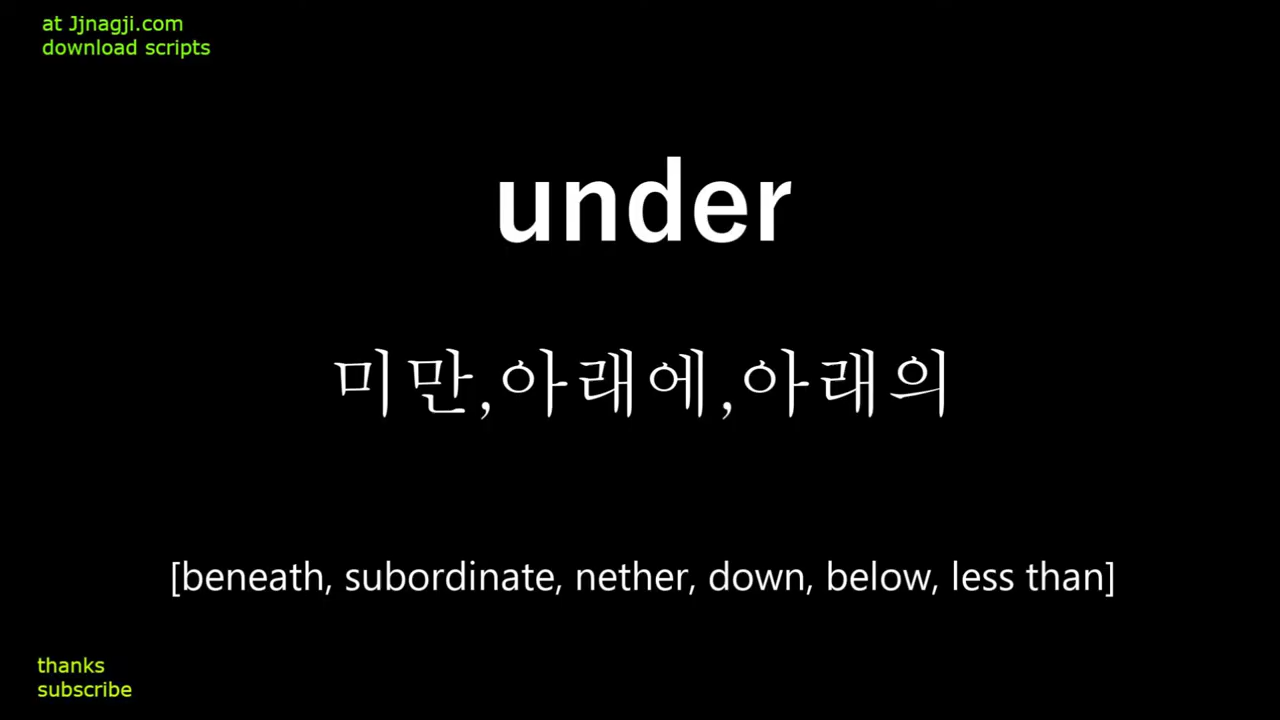 at Jjnagji.com
download scripts
under
미만,아래에,아래의
[beneath, subordinate, nether, down, below, less than]
thanks
subscribe